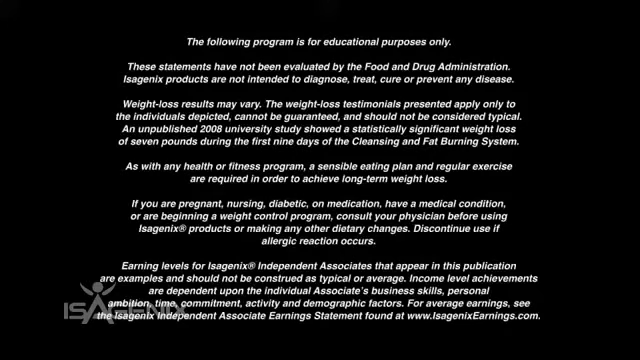 The following program is for educational purposes only.
These statements have not been evaluated by the Food and Drug Administration.
Isagenix products are not intended to diagnose, treat, cure or prevent any disease.
Weight-loss results may vary. The weight-loss testimonials presented apply only to
the individuals depicted, cannot be guaranteed, and should not be considered typical.
An unpublished 2008 university study showed a statistically significant weight loss
of seven pounds during the first nine days of the Cleansing and Fat Burning System.
As with any health or fitness program, a sensible eating plan and regular exercise
are required in order to achieve long-term weight loss.
If you are pregnant, nursing, diabetic, on medication, have a medical condition,
or are beginning a weight control program, consult your physician before using
Isagenix® products or making any other dietary changes. Discontinue use if
allergic reaction occurs.
Earning levels for Isagenix® Independent Associates that appear in this publication
are examples and should not be construed as typical or average. Income level achievements
are dependent upon the individual Associate's business skills, personal
ambition, time, commitment, activity and demographic factors. For average earnings, see
the Isagenix Independent Associate Earnings Statement found at www.IsagenixEarnings.com.
ISAGENIX